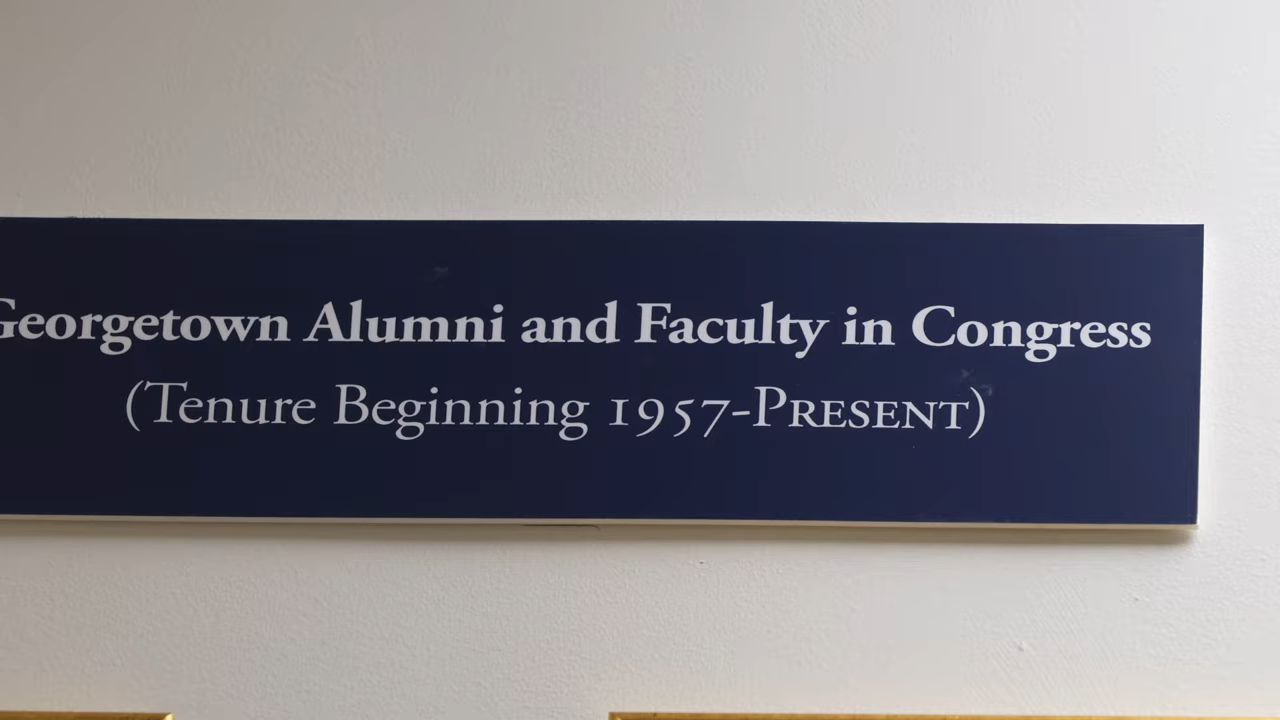 Georgetown Alumni and Faculty in Congress
(Tenure Beginning 1957-PRESENT)